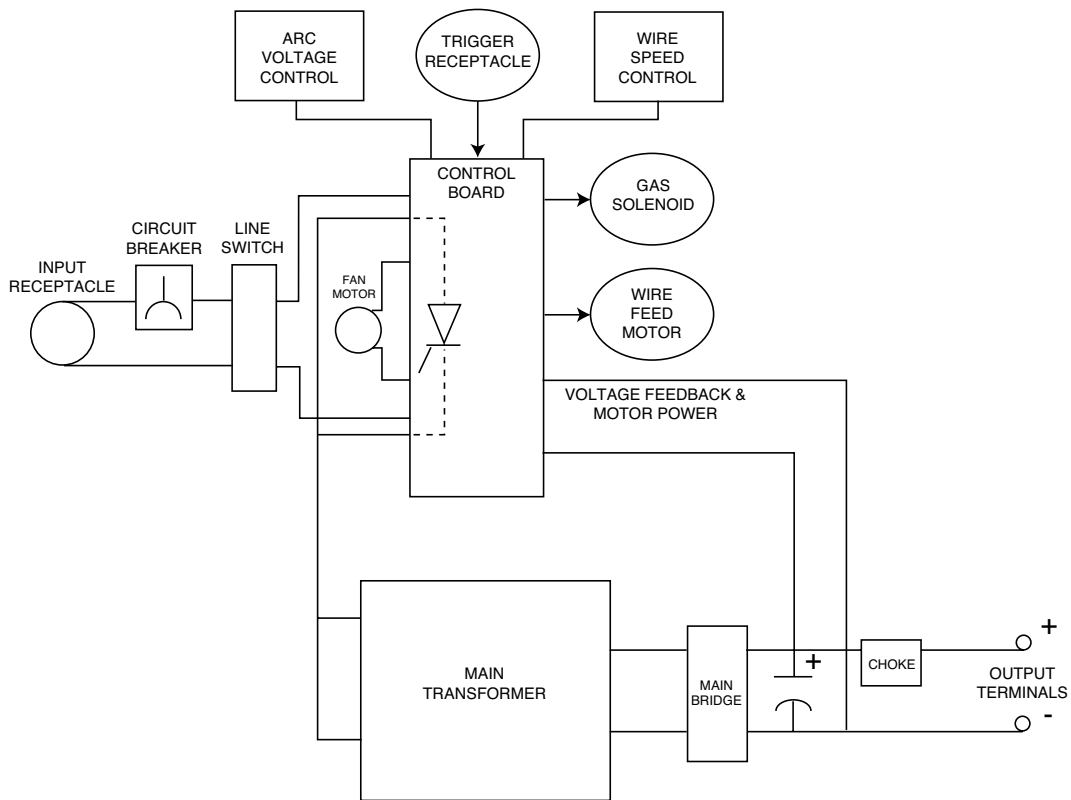 ARC
VOLTAGE
CONTROL
TRIGGER
RECEPTACLE
WIRE
SPEED
CONTROL
CONTROL
BOARD
GAS
SOLENOID
CIRCUIT
BREAKER
LINE
SWITCH
INPUT
RECEPTACLE
FAN
MOTOR
WIRE
FEED
MOTOR
VOLTAGE FEEDBACK &
MOTOR POWER
MAIN
TRANSFORMER
MAIN
BRIDGE
+
CHOKE
+
OUTPUT
TERMINALS
-